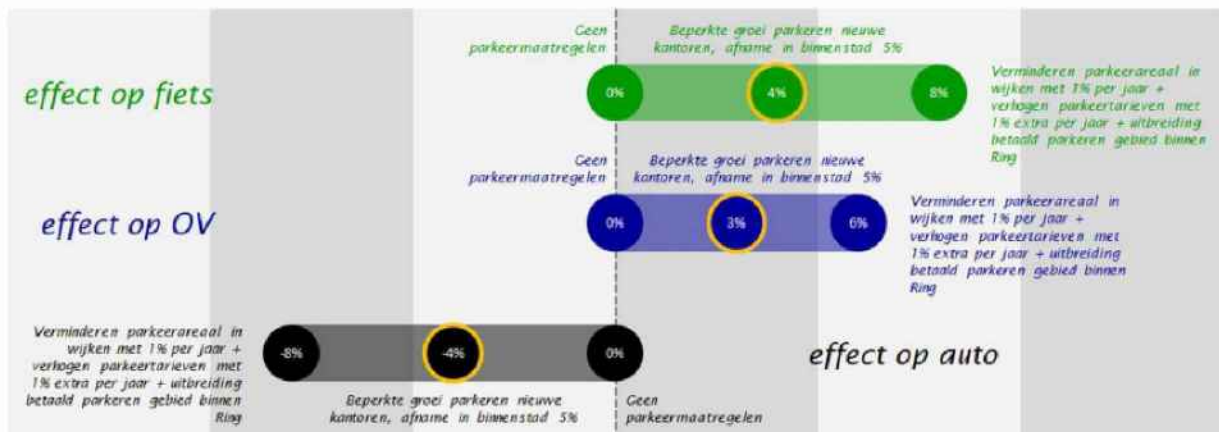 Geen
parkeermaatregelen
Beperkte groei parkeren nieuwe
kantoren, afname in binnenstad 5%
effect op fiets
0%
4%
8%
Verminderen parkeerareaal in
wijken met 1% per jaar +
verhogen parkeertarieven met
1% extra per jaar + uitbreiding
betaald parkeren gebied binnen
Ring
Geen
parkeermaatregelen
Beperkte groei parkeren nieuwe
kantoren, afname in binnenstad 5%
effect op OV
0%
3%
6%
Verminderen parkeerareaal in
wijken met 1% per jaar +
verhogen parkeertarieven met
1% extra per jaar + uitbreiding
betaald parkeren gebied binnen
Ring
Verminderen parkeerareaal in
wijken met 1% per jaar +
verhogen parkeertarieven met
1% extra per jaar + uitbreiding
betaald parkeren gebied binnen
Ring
-8%
-4%
0%
effect op auto
Beperkte groei parkeren nieuwe
kantoren, afname in binnenstad 5%
Geen
parkeermaatregelen